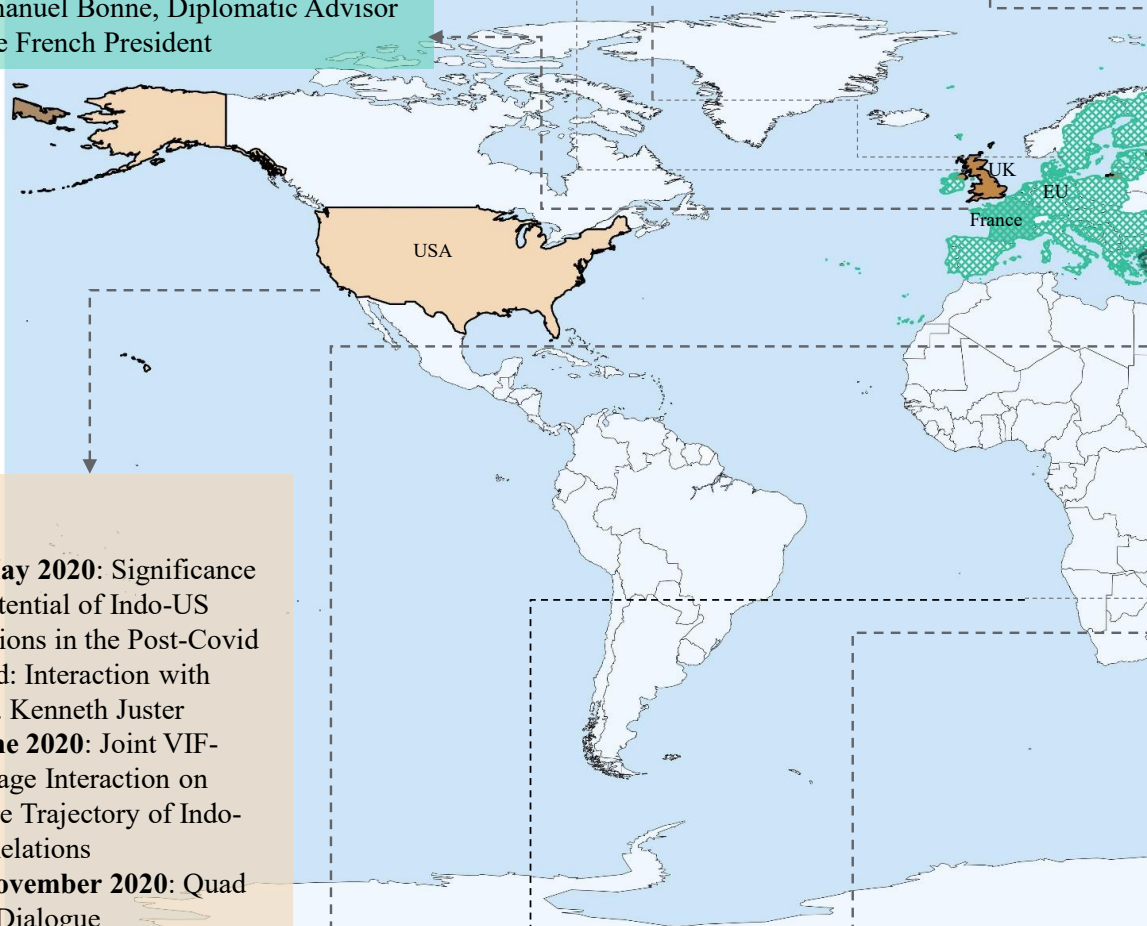 manuel Bonne, Diplomatic Advisor
e French President
UK
EU
France
USA
ay 2020: Significance
tential of Indo-US
ions in the Post-Covid
d: Interaction with
. Kenneth Juster
ne 2020: Joint VIF-
age Interaction on
e Trajectory of Indo-
elations
ovember 2020: Quad
Dialogue